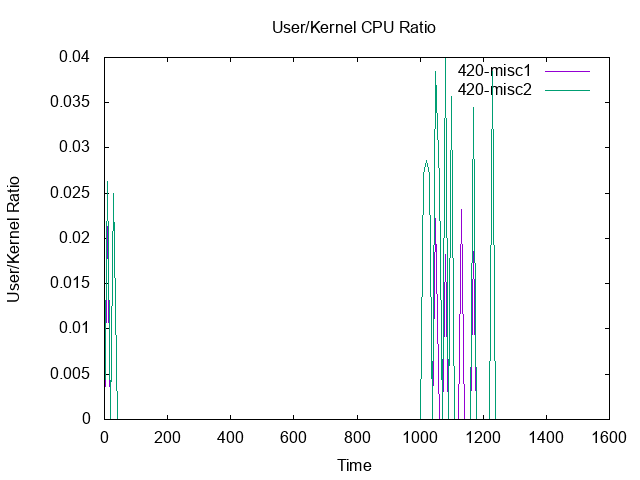 User/Kernel CPU Ratio
420-misc1
420-misc2
User/Kernel Ratio
0.04
0.035
0.03
0.025
0.02
0.015
0.01
0.005
0
0 200 400 600 800 1000 1200 1400 1600
Time